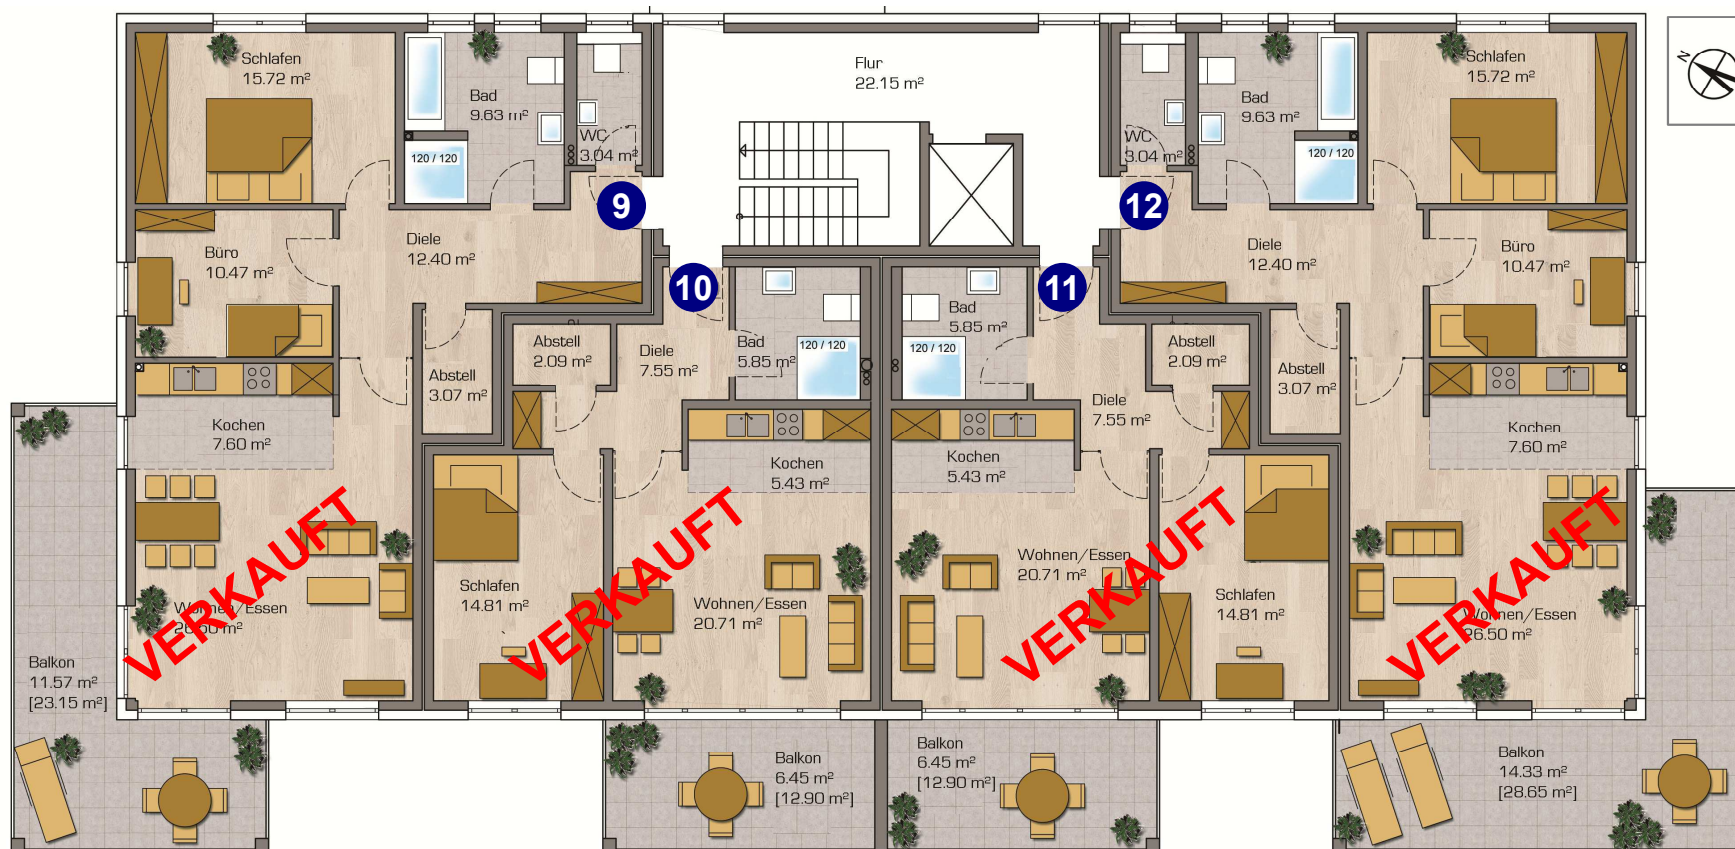 Flur
22.15 m²
N
Schlafen
15.72 m²
Bad
9.63 m²
WC
3.04 m²
120 / 120
9
Büro
10.47 m²
Diele
12.40 m²
Abstell
3.07 m²
Kochen
7.60 m²
Wohnen/Essen
VERKAUFT
Balkon
11.57 m²
[23.15 m²]
10
Abstell
2.09 m²
Diele
7.55 m²
Bad
5.85 m²
120 / 120
Kochen
5.43 m²
Schlafen
14.81 m²
Wohnen/Essen
20.71 m²
VERKAUFT
Balkon
6.45 m²
[12.90 m²]
11
Bad
5.85 m²
120 / 120
Diele
7.55 m²
Abstell
2.09 m²
Kochen
5.43 m²
Wohnen/Essen
20.71 m²
Schlafen
14.81 m²
VERKAUFT
Balkon
6.45 m²
[12.90 m²]
12
WC
3.04 m²
Bad
9.63 m²
120 / 120
Schlafen
15.72 m²
Diele
12.40 m²
Büro
10.47 m²
Abstell
3.07 m²
Kochen
7.60 m²
Wohnen/Essen
26.50 m²
VERKAUFT
Balkon
14.33 m²
[28.65 m²]